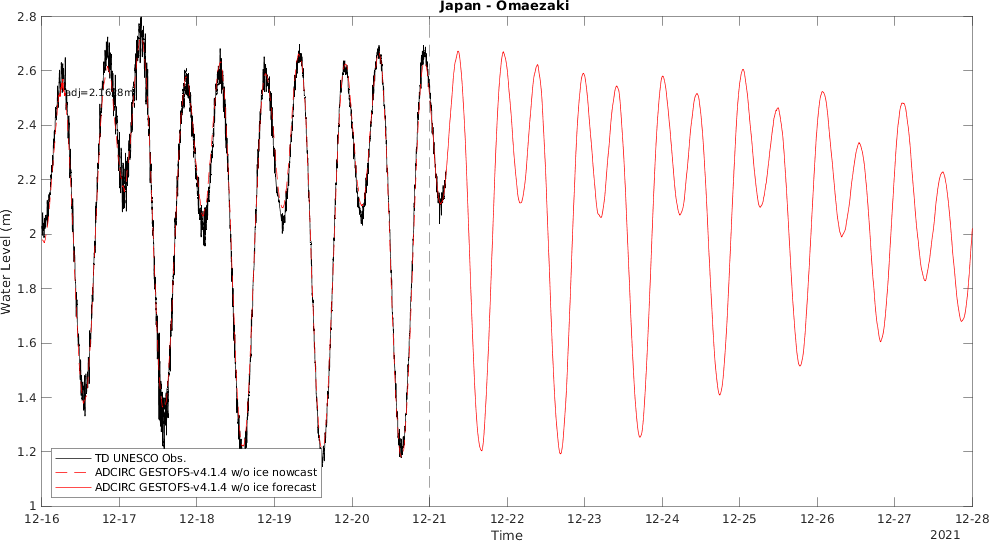 Japan - Omaezaki
2.8
2.6
2.4
2.2
2
1.8
1.6
1.4
1.2
1
Water Level (m)
TD UNESCO Obs.
ADCIRC GESTOFS-v4.1.4 w/o ice nowcast
ADCIRC GESTOFS-v4.1.4 w/o ice forecast
12-16 12-17 12-18 12-19 12-20 12-21 12-22 12-23 12-24 12-25 12-26 12-27 12-28
Time
2021